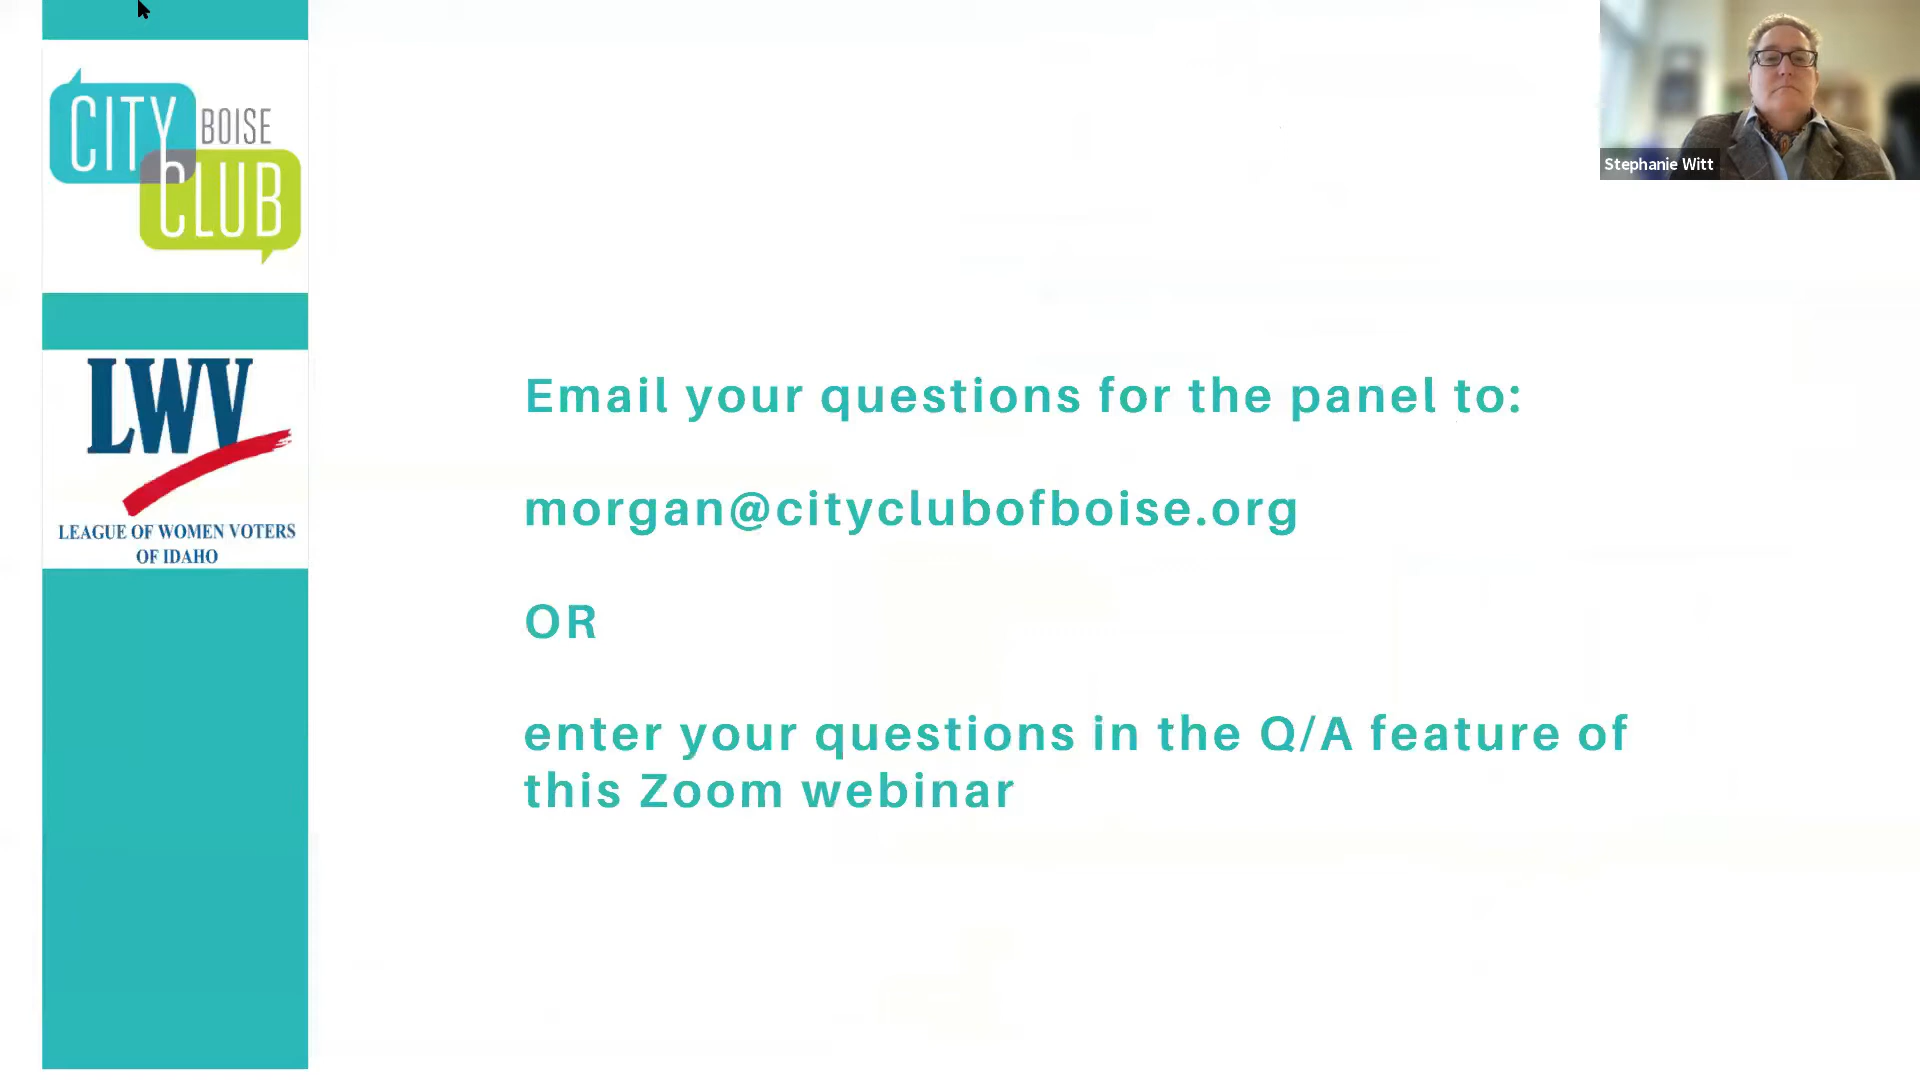 CITY
BOISE
CLUB
LWV
LEAGUE OF WOMEN VOTERS
OF IDAHO
Email your questions for the panel to:
morgan@cityclubofboise.org
OR
enter your questions in the Q/A feature of
this Zoom webinar
Stephanie Witt